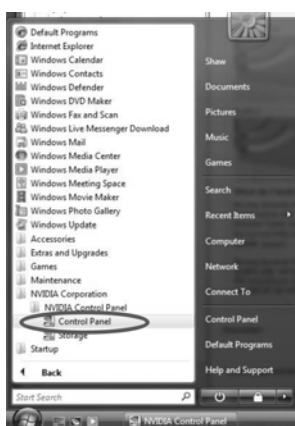 Default Programs
Internet Explorer
Windows Calendar
Windows Contacts
Windows Defender
Windows DVD Maker
Windows Fax and Scan
Windows Live Messenger Download
Windows Mail
Windows Media Center
Windows Media Player
Windows Meeting Space
Windows Movie Maker
Windows Photo Gallery
Windows Update
Accessories
Extras and Upgrades
Games
Maintenance
NVIDIA Corporation
NVIDIA Control Panel
Control Panel
Storage
Startup
Back
Start Search
Shaw
Documents
Pictures
Music
Games
Search
Recent Items
Computer
Network
Connect To
Control Panel
Default Programs
Help and Support
NVIDIA Control Panel